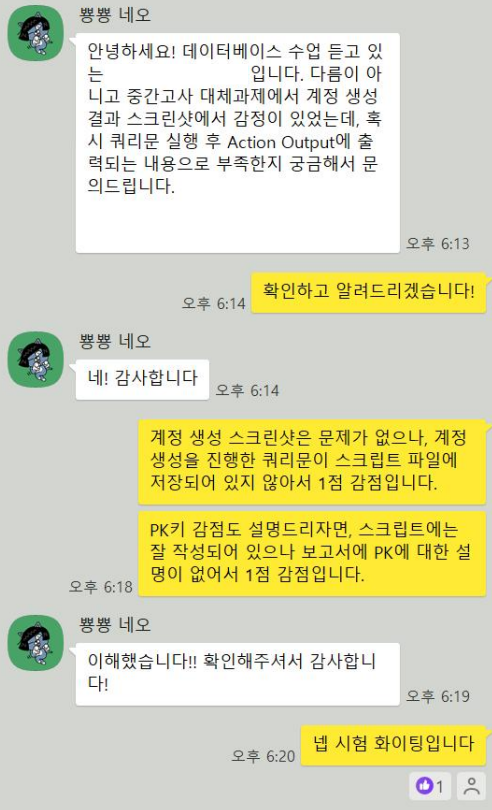 뿅뿅 네오
안녕하세요! 데이터베이스 수업 듣고 있
는 입니다. 다름이 아
니고 중간고사 대체과제에서 계정 생성
결과 스크린샷에서 감정이 있었는데, 혹
시 쿼리문 실행 후 Action Output에 출
력되는 내용으로 부족한지 궁금해서 문
의드립니다.
오후 6:13
확인하고 알려드리겠습니다!
오후 6:14
뿅뿅 네오
네! 감사합니다
오후 6:14
계정 생성 스크린샷은 문제가 없으나, 계정
생성을 진행한 쿼리문이 스크립트 파일에
저장되어 있지 않아서 1점 감점입니다.
PK키 감점도 설명드리자면, 스크립트에는
잘 작성되어 있으나 보고서에 PK에 대한 설
명이 없어서 1점 감점입니다.
오후 6:18
뿅뿅 네오
이해했습니다!! 확인해주셔서 감사합니
다!
오후 6:19
넵 시험 화이팅입니다
오후 6:20
1